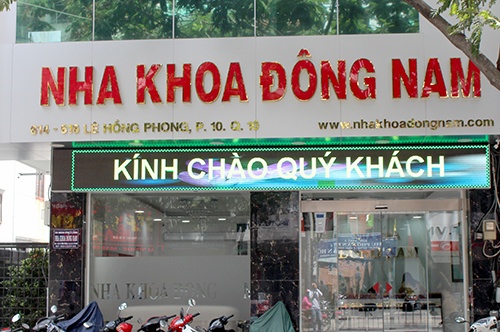 NHA KHOA ĐÔNG NAM
LÊ HỒNG PHONG, P. 10, Q. 10
www.nhakhoadongnam.com
KÍNH CHÀO QUÝ KHÁCH
NHA KHOA ĐÔNG